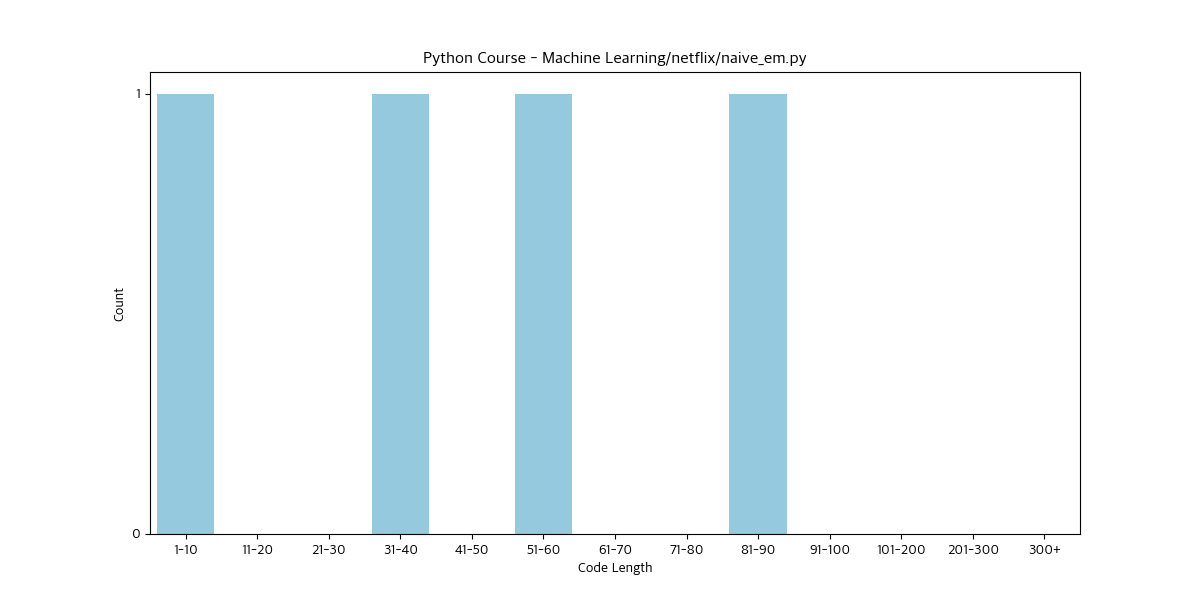 Python Course - Machine Learning/netflix/naive_em.py
1
Count
0
1-10 11-20 21-30 31-40 41-50 51-60 61-70 71-80 81-90 91-100 101-200 201-300 300+
Code Length